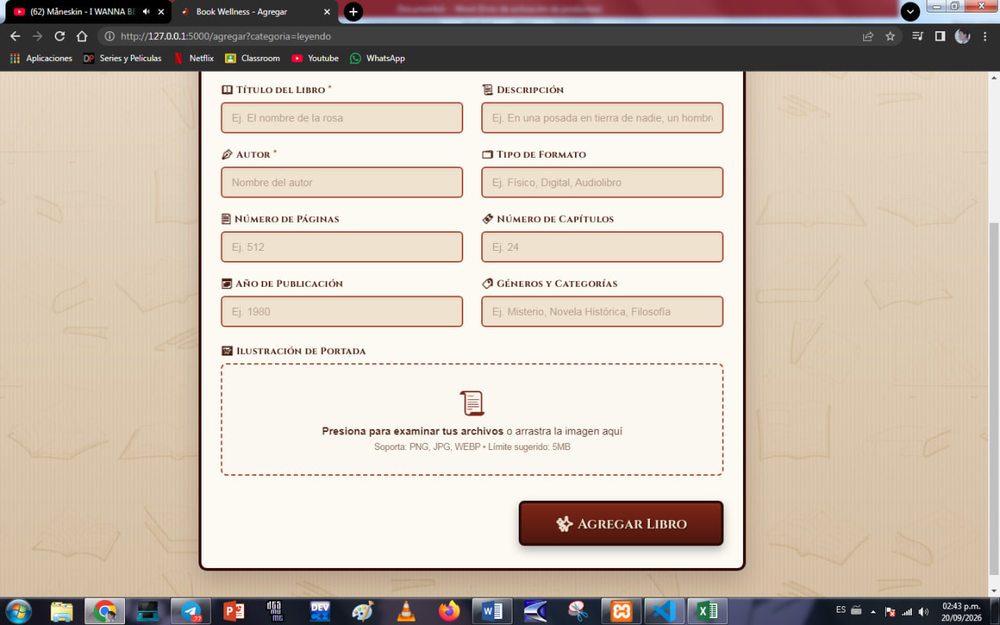 (62) Måneskin - I WANNA BE
Book Wellness - Agregar
http://127.0.0.1:5000/agregar?categoria=leyendo
Aplicaciones
Series y Peliculas
Netflix
Classroom
Youtube
WhatsApp
Título del Libro *
Descripción
Ej. El nombre de la rosa
Ej. En una posada en tierra de nadie, un hombre
Autor *
Tipo de Formato
Nombre del autor
Ej. Físico, Digital, Audiolibro
Número de Páginas
Número de Capítulos
Ej. 512
Ej. 24
Año de Publicación
Géneros y Categorías
Ej. 1980
Ej. Misterio, Novela Histórica, Filosofía
Ilustración de Portada
Presiona para examinar tus archivos o arrastra la imagen aquí
Soporta: PNG, JPG, WEBP • Límite sugerido: 5MB
Agregar Libro
77
DEV
ES
02:43 p.m.
20/09/2026